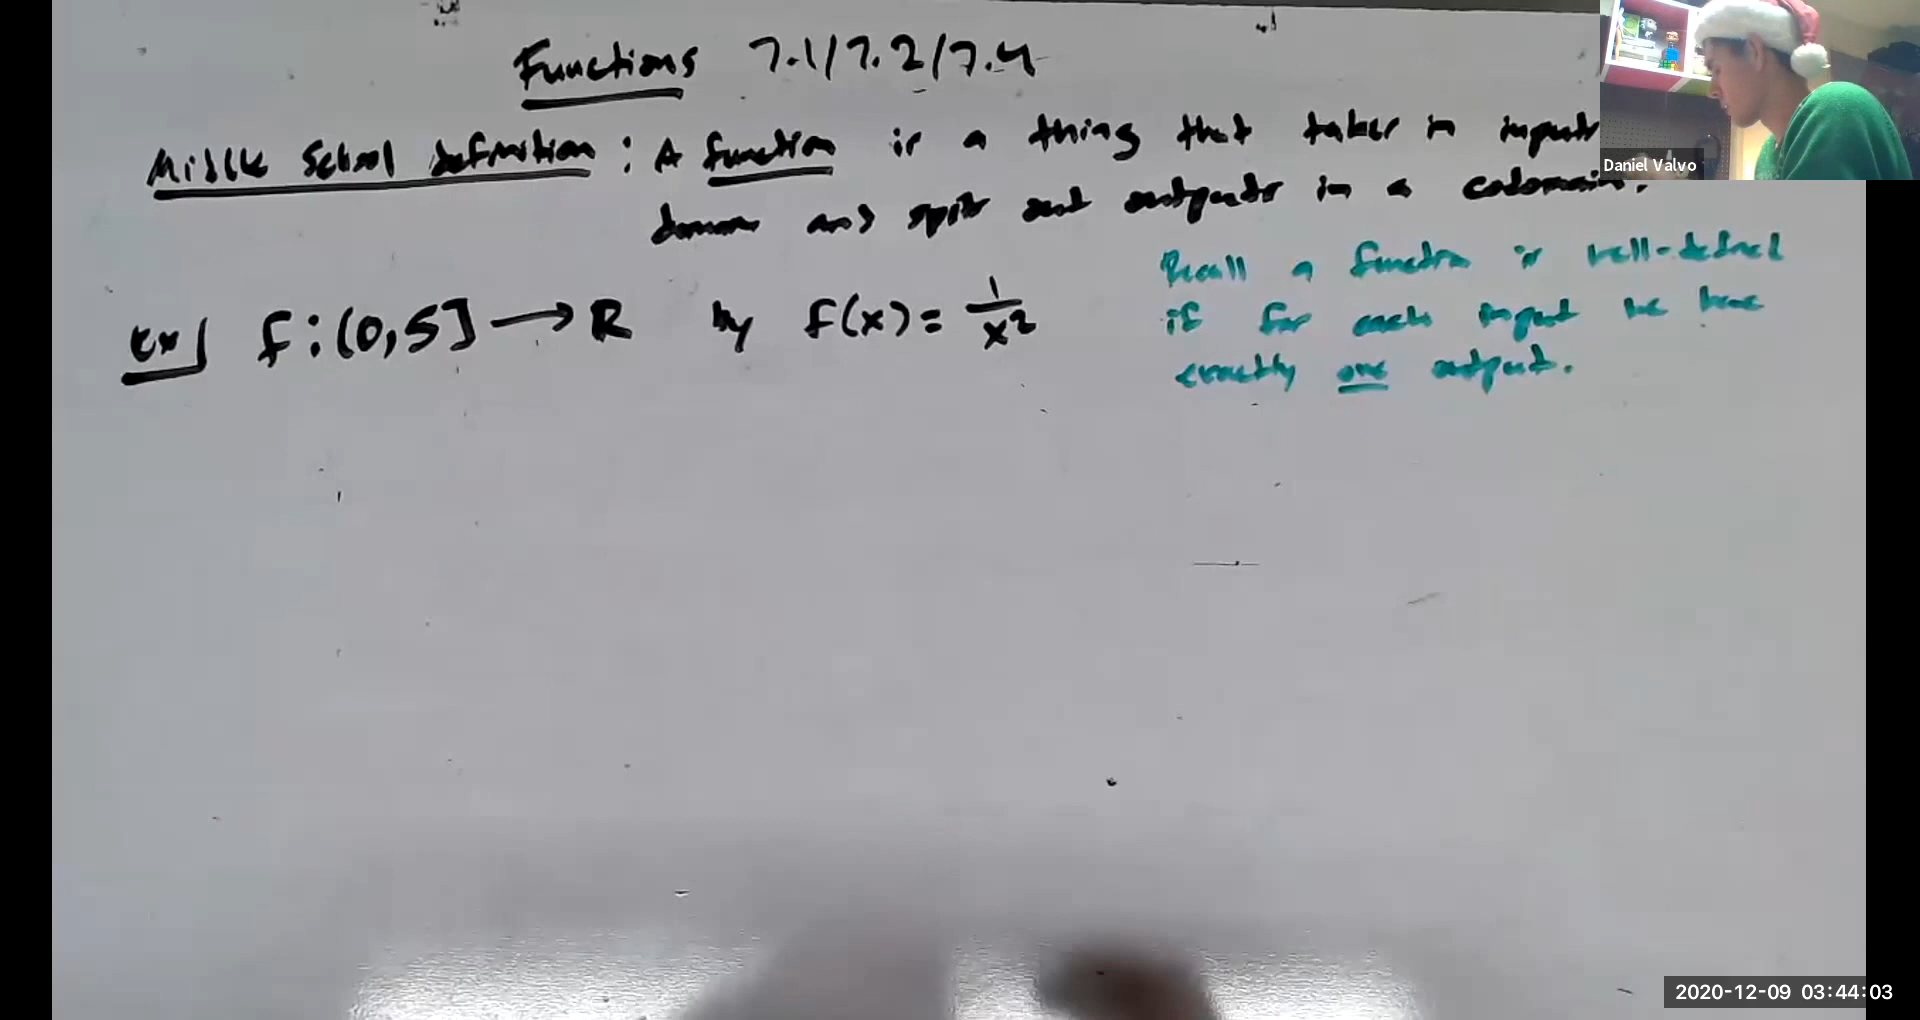 Functions 7.1/7.2/7.4
Middle School definition: A function is a thing that takes in inputs
domain and spits out outputs in a codomain.
Recall a function is well-defined
if for each input we have
exactly one output.
ex] f:(0,5] → R by f(x)= 1/x²
Daniel Valvo
2020-12-09 03:44:03